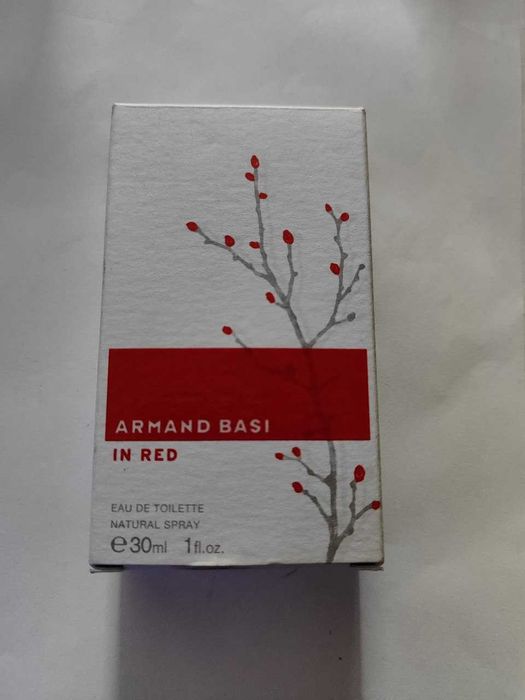 ARMAND BASI
IN RED
EAU DE TOILETTE
NATURAL SPRAY
℮30ml 1fl.oz.